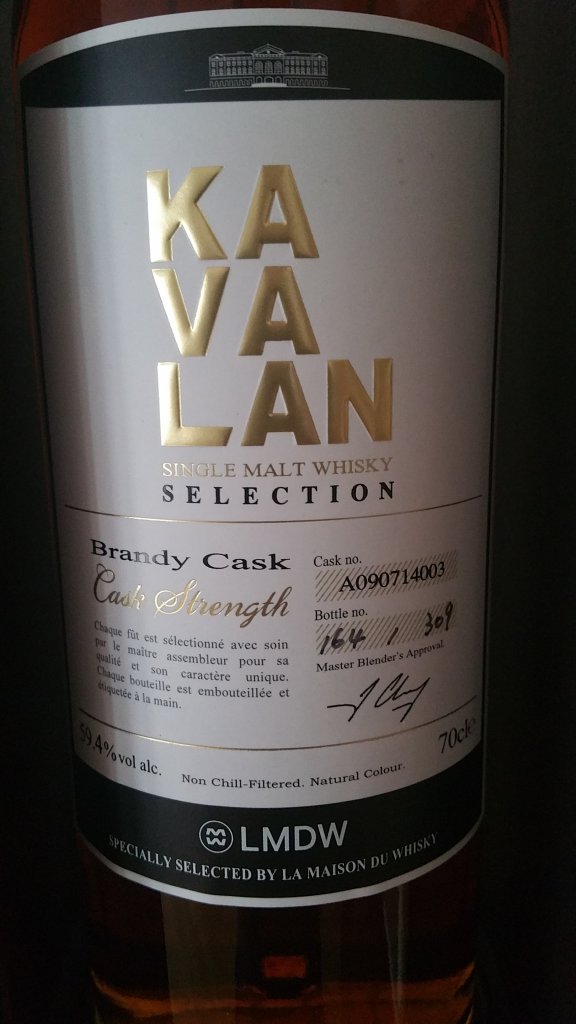 KA
VA
LAN
SINGLE MALT WHISKY
SELECTION
Brandy Cask
Cask Strength
Chaque fût est sélectionné avec soin
par le maître assembleur pour sa
qualité et son caractère unique.
Chaque bouteille est embouteillée et
étiquetée à la main.
Cask no.
A090714003
Bottle no.
164 / 309
Master Blender's Approval
59.4% vol alc.
Non Chill-Filtered. Natural Colour.
70cl
LMDW
SPECIALLY SELECTED BY LA MAISON DU WHISKY